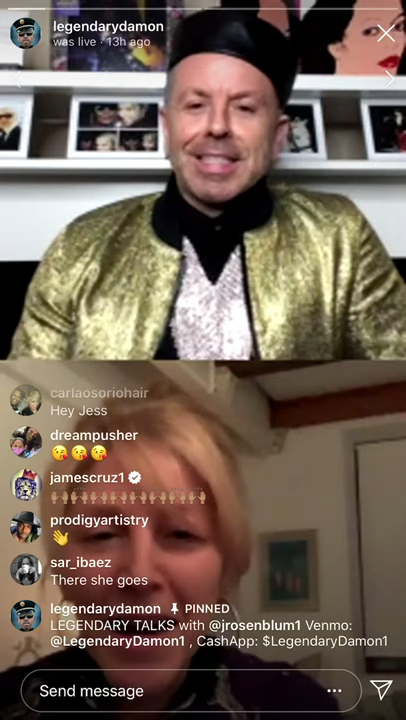 legendarydamon
was live · 13h ago
carlaosoriohair
Hey Jess
dreampusher
😘😘😘
jamescruz1
🙌🏽🙌🏽🙌🏽🙌🏽🙌🏽🙌🏽🙌🏽🙌🏽🙌🏽🙌🏽
prodigyartistry
👋
sar_ibaez
There she goes
legendarydamon PINNED
LEGENDARY TALKS with @jrosenblum1 Venmo:
@LegendaryDamon1 , CashApp: $LegendaryDamon1
Send message